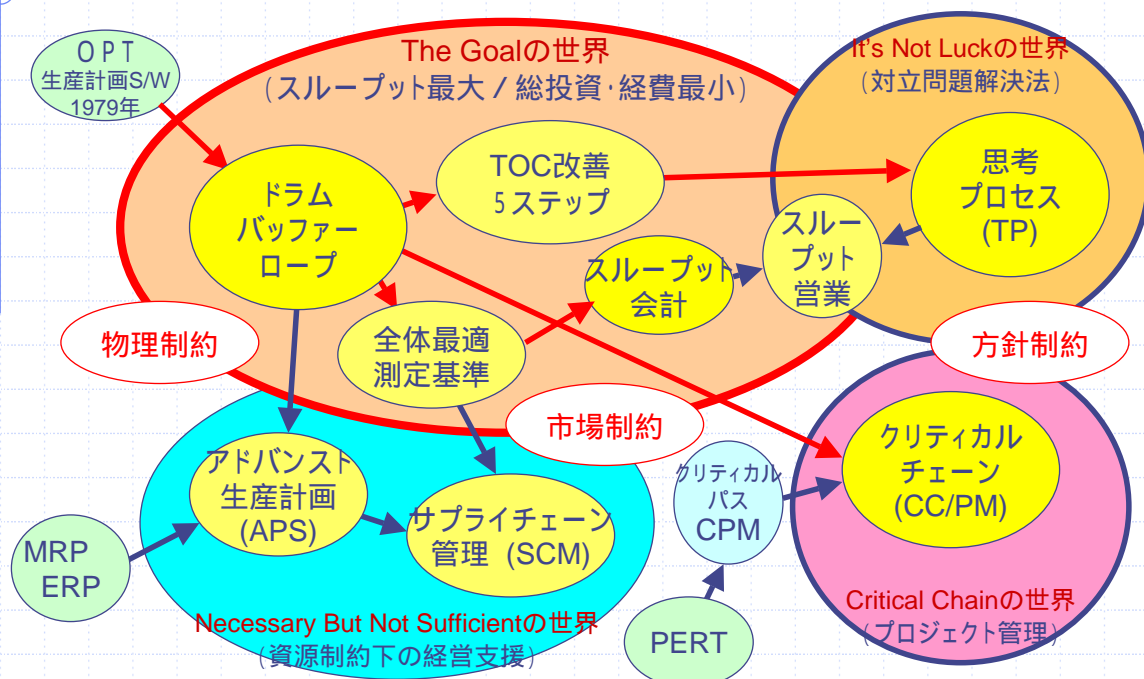 ＯＰＴ
生産計画S/W
1979年
The Goalの世界
（スループット最大 / 総投資･経費最小）
It's Not Luckの世界
（対立問題解決法）
ドラム
バッファー
ロープ
TOC改善
５ステップ
思考
プロセス
(TP)
スルー
プット
営業
スループット
会計
全体最適
測定基準
物理制約
市場制約
方針制約
アドバンスト
生産計画
(APS)
サプライチェーン
管理 (SCM)
MRP
ERP
クリティカル
パス
CPM
クリティカル
チェーン
(CC/PM)
PERT
Necessary But Not Sufficientの世界
（資源制約下の経営支援）
Critical Chainの世界
（プロジェクト管理）